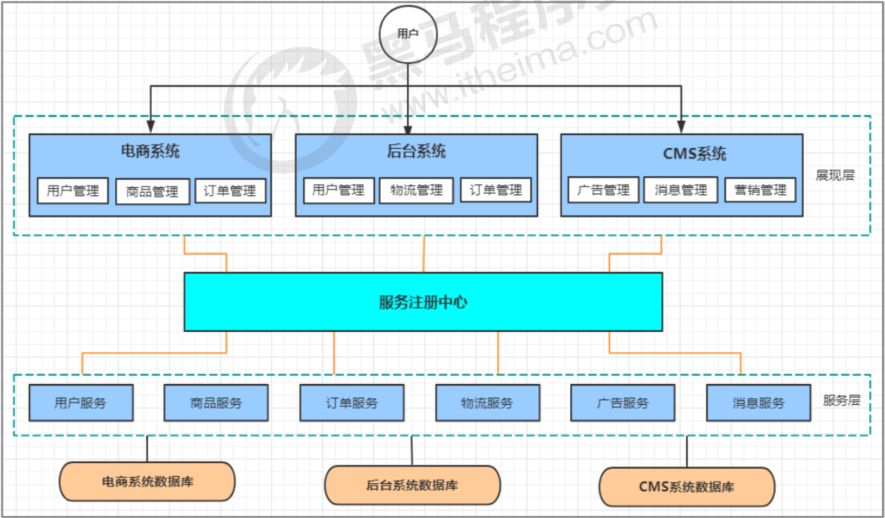 用户
黑马程序员
www.itheima.com
电商系统
用户管理
商品管理
订单管理
后台系统
用户管理
物流管理
订单管理
CMS系统
广告管理
消息管理
营销管理
展现层
服务注册中心
用户服务
商品服务
订单服务
物流服务
广告服务
消息服务
服务层
电商系统数据库
后台系统数据库
CMS系统数据库